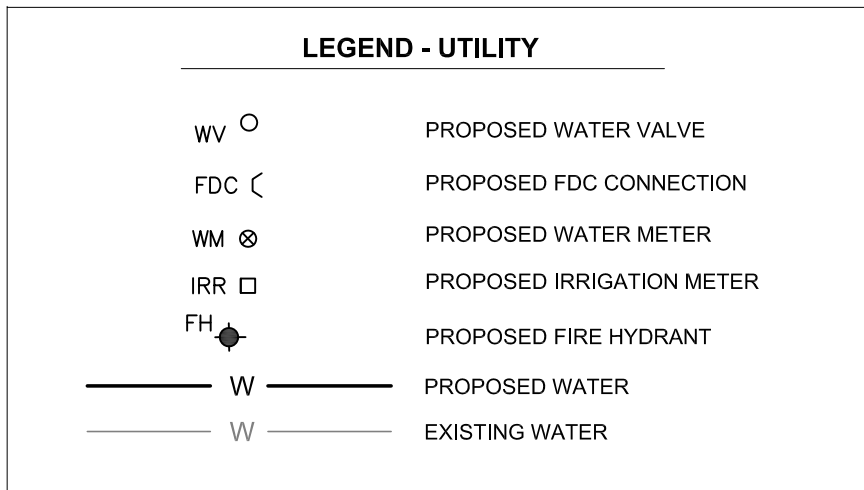 LEGEND - UTILITY
WV PROPOSED WATER VALVE
FDC PROPOSED FDC CONNECTION
WM PROPOSED WATER METER
IRR PROPOSED IRRIGATION METER
FH PROPOSED FIRE HYDRANT
W PROPOSED WATER
W EXISTING WATER